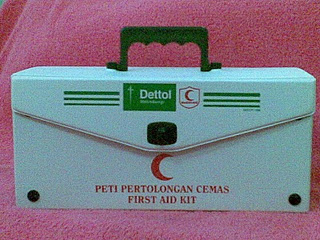 Dettol
PETI PERTOLONGAN CEMAS
FIRST AID KIT